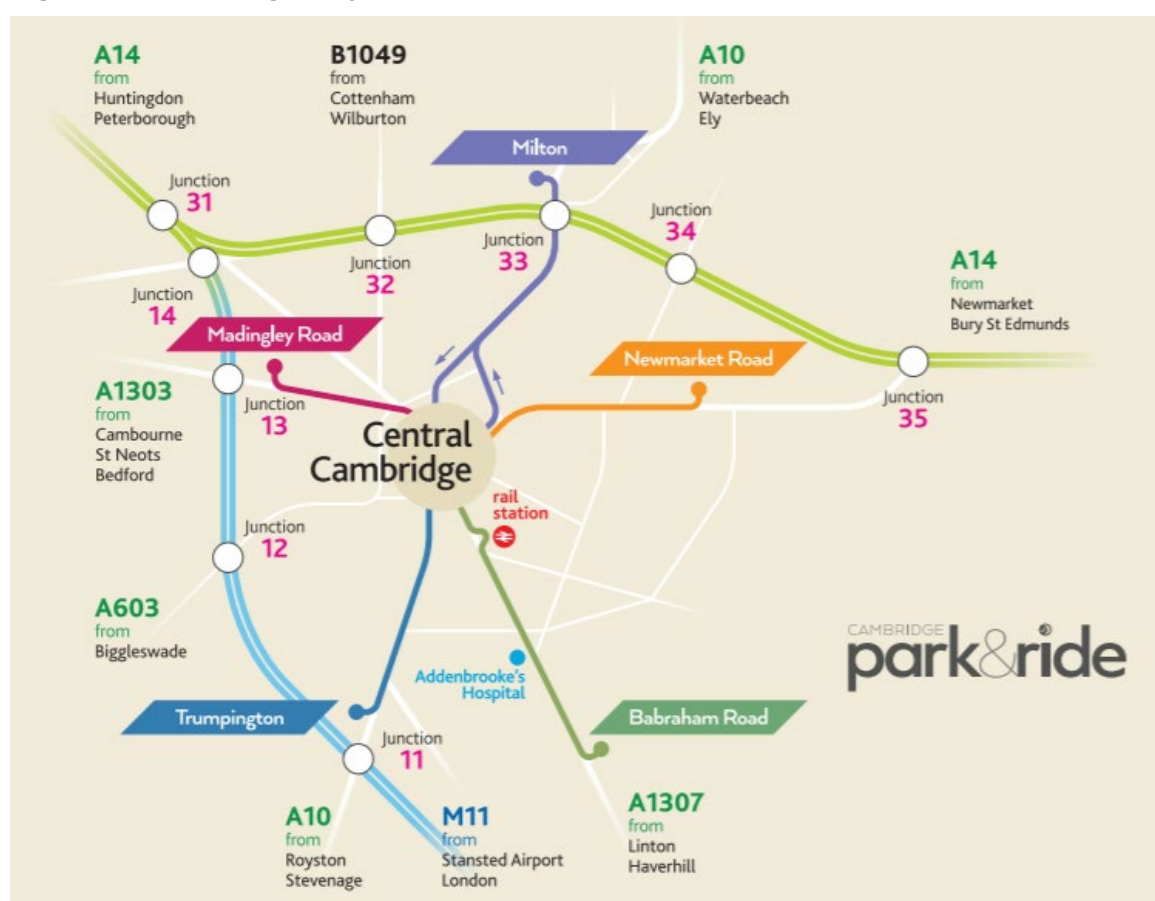 A14
from
Huntingdon
Peterborough
B1049
from
Cottenham
Wilburton
A10
from
Waterbeach
Ely
Milton
Junction
31
Junction
32
Junction
33
Junction
34
Junction
14
A14
from
Newmarket
Bury St Edmunds
Madingley Road
Newmarket Road
A1303
from
Cambourne
St Neots
Bedford
Junction
13
Junction
35
Central
Cambridge
rail
station
Junction
12
A603
from
Biggleswade
CAMBRIDGE
park&ride
Addenbrooke's
Hospital
Trumpington
Babraham Road
Junction
11
A10
from
Royston
Stevenage
M11
from
Stansted Airport
London
A1307
from
Linton
Haverhill